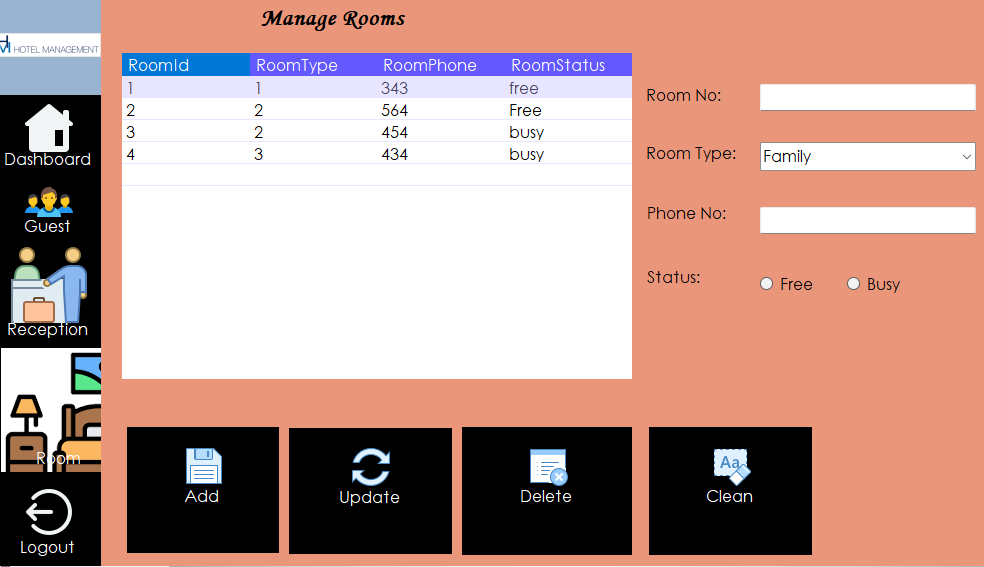 Manage Rooms
HOTEL MANAGEMENT
RoomId RoomType RoomPhone RoomStatus
1 1 343 free
2 2 564 Free
3 2 454 busy
4 3 434 busy
Room No:
Room Type: Family
Phone No:
Status: Free Busy
Dashboard
Guest
Reception
Room
Logout
Add
Update
Delete
Aa
Clean